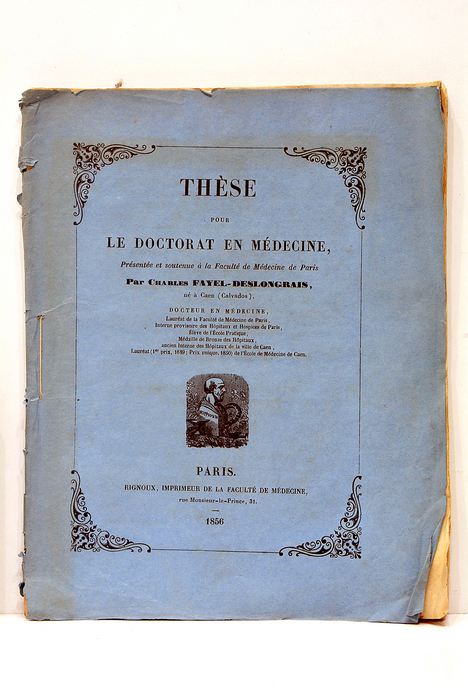 THÈSE
POUR
LE DOCTORAT EN MÉDECINE,
Présentée et soutenue à la Faculté de Médecine de Paris
Par CHARLES FAYEL-DESLONGRAIS,
né à Caen (Calvados),
DOCTEUR EN MÉDECINE,
Lauréat de la Faculté de Médecine de Paris,
Interne provisoire des Hôpitaux et Hospices de Paris,
Élève de l'École Pratique,
Médaille de Bronze des Hôpitaux,
ancien Interne des Hôpitaux de la ville de Caen,
Lauréat (1er prix, 1849; Prix unique, 1850) de l'École de Médecine de Caen.
PARIS.
RIGNOUX, IMPRIMEUR DE LA FACULTÉ DE MÉDECINE,
rue Monsieur-le-Prince, 31.
1856